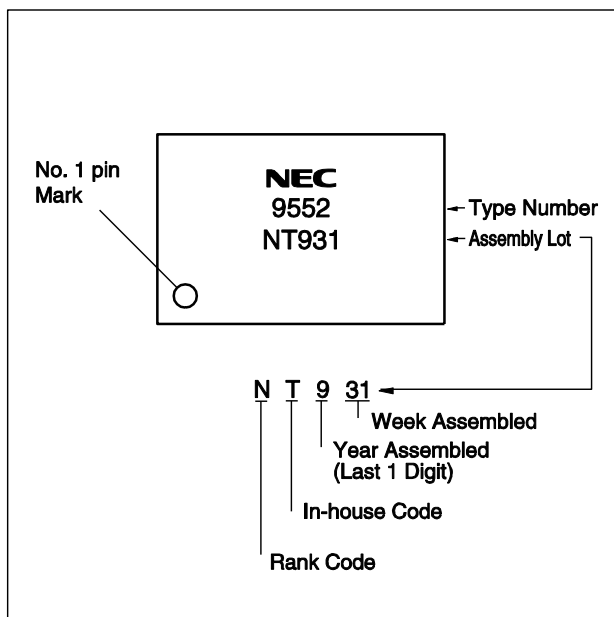 No. 1 pin
Mark
NEC
9552
NT931
Type Number
Assembly Lot
N T 9 31
Week Assembled
Year Assembled
(Last 1 Digit)
In-house Code
Rank Code